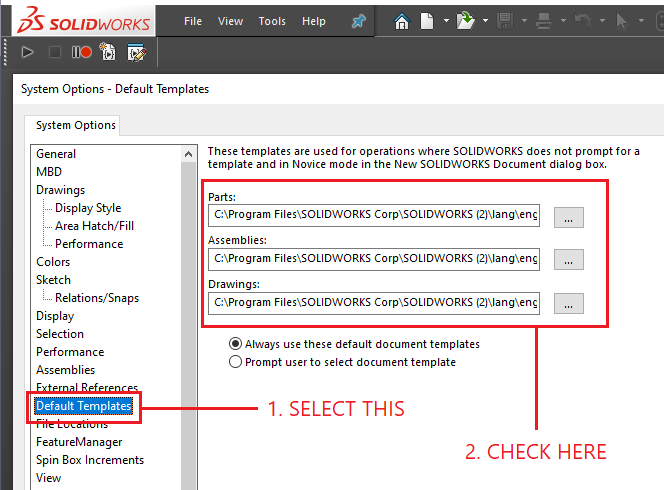 SOLIDWORKS File View Tools Help
System Options - Default Templates
System Options
General
MBD
Drawings
Display Style
Area Hatch/Fill
Performance
Colors
Sketch
Relations/Snaps
Display
Selection
Performance
Assemblies
External References
Default Templates
File Locations
FeatureManager
Spin Box Increments
View
These templates are used for operations where SOLIDWORKS does not prompt for a
template and in Novice mode in the New SOLIDWORKS Document dialog box.
Parts:
C:\Program Files\SOLIDWORKS Corp\SOLIDWORKS (2)\lang\eng ...
Assemblies:
C:\Program Files\SOLIDWORKS Corp\SOLIDWORKS (2)\lang\eng ...
Drawings:
C:\Program Files\SOLIDWORKS Corp\SOLIDWORKS (2)\lang\eng ...
Always use these default document templates
Prompt user to select document template
1. SELECT THIS
2. CHECK HERE